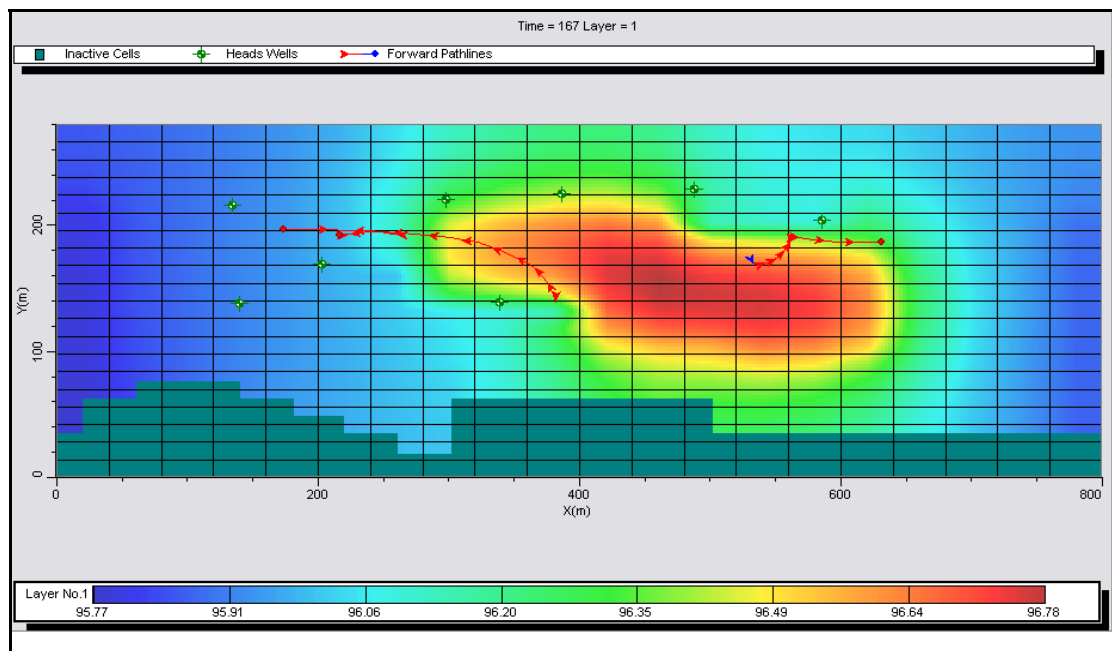 Time = 167 Layer = 1
Inactive Cells Heads Wells Forward Pathlines
200
100
0
Y(m)
0 200 400 600 800
X(m)
Layer No.1
95.77 95.91 96.06 96.20 96.35 96.49 96.64 96.78